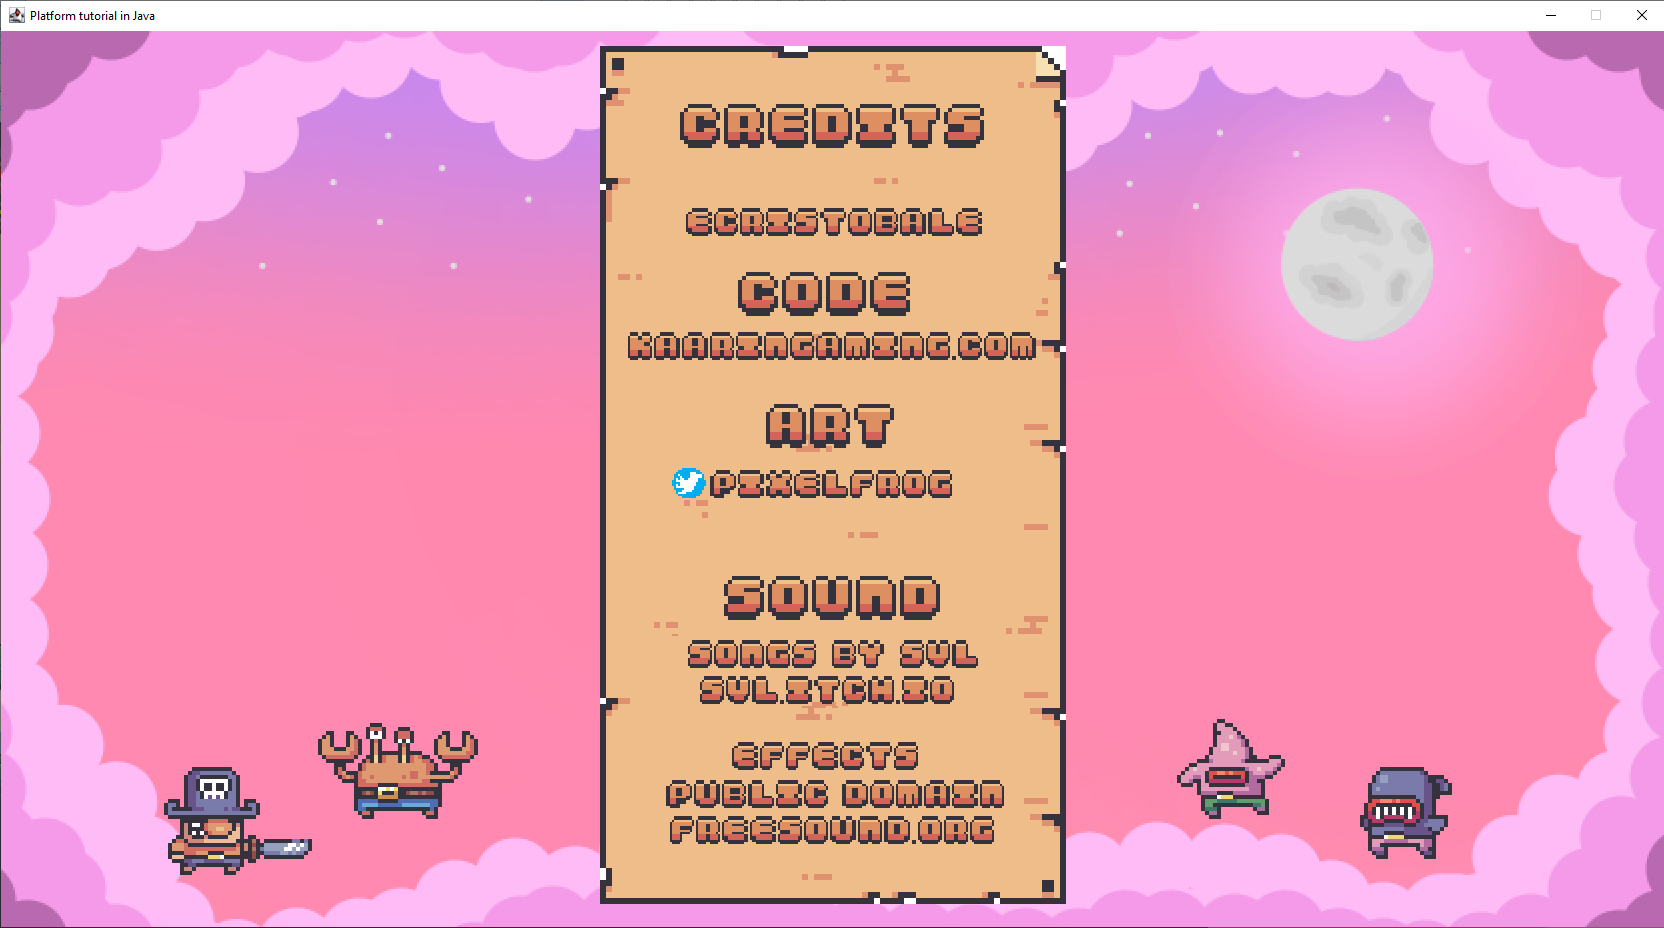 Platform tutorial in Java
CREDITS
ECRISTOBALE
CODE
KAARINGAMING.COM
ART
PIXELFROG
SOUND
SONGS BY SVL
SVL.ITCH.IO
EFFECTS
PUBLIC DOMAIN
FREESOUND.ORG